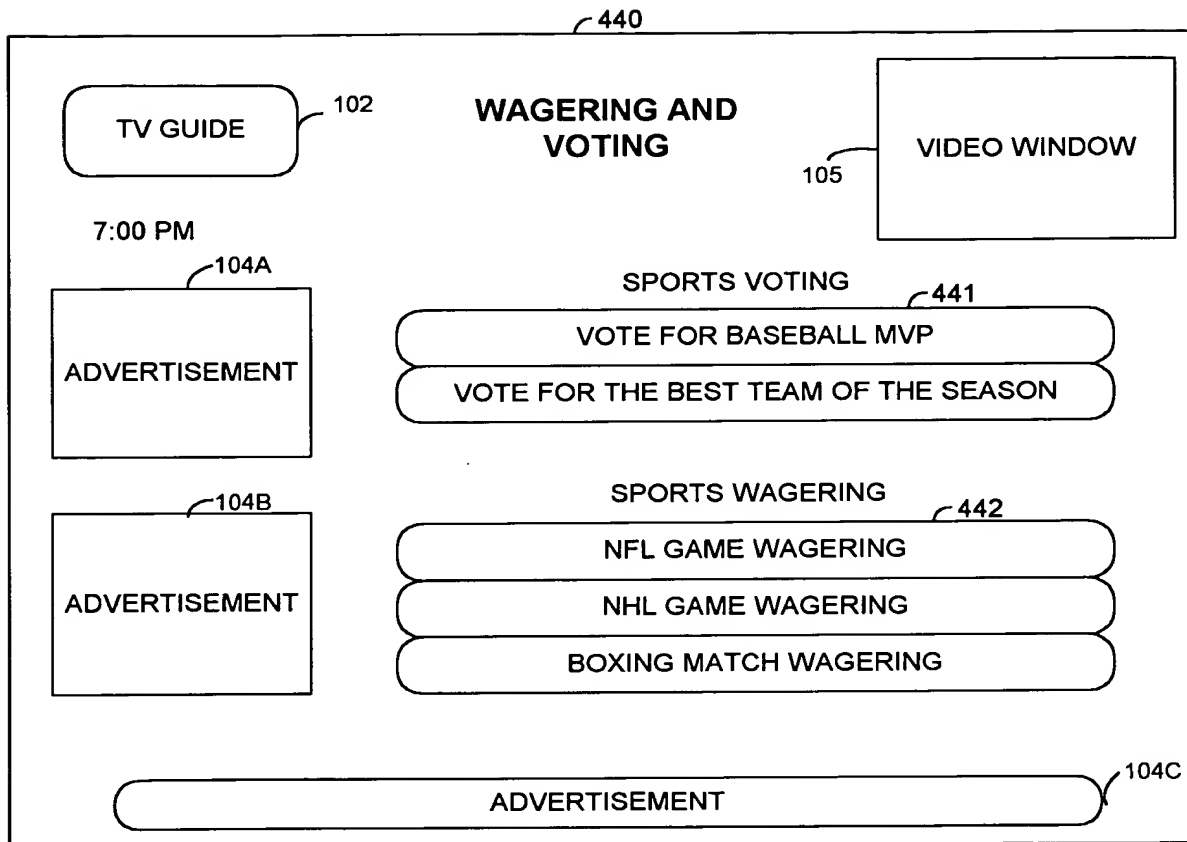 440
TV GUIDE
102
WAGERING AND
VOTING
105
VIDEO WINDOW
7:00 PM
104A
ADVERTISEMENT
SPORTS VOTING
441
VOTE FOR BASEBALL MVP
VOTE FOR THE BEST TEAM OF THE SEASON
104B
ADVERTISEMENT
SPORTS WAGERING
442
NFL GAME WAGERING
NHL GAME WAGERING
BOXING MATCH WAGERING
ADVERTISEMENT
104C